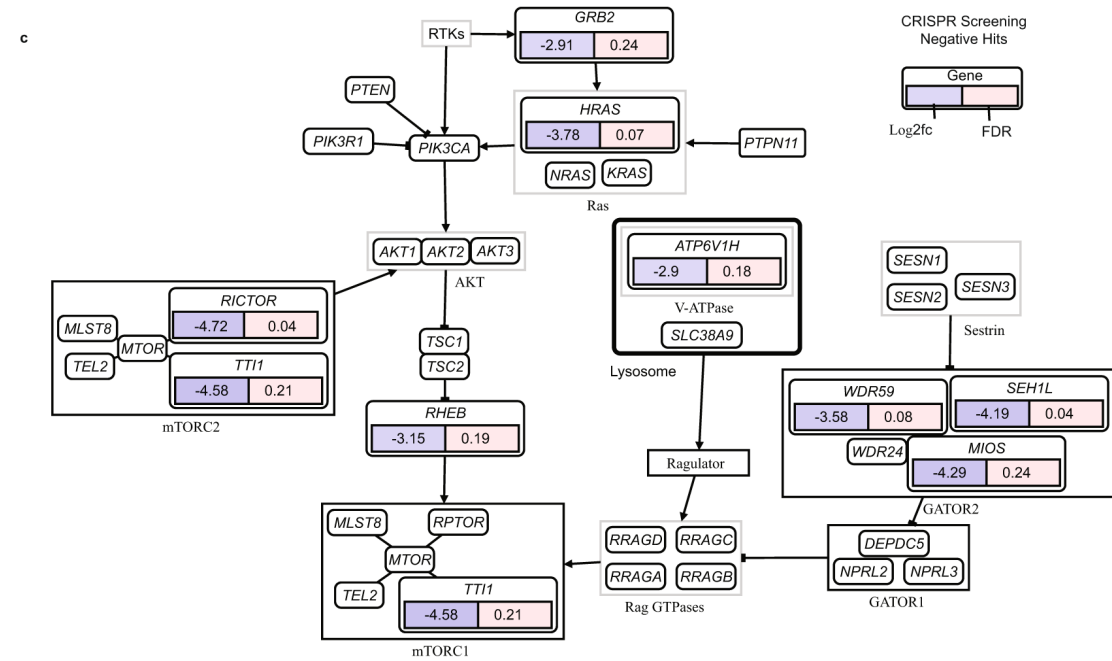 c
RTKs
GRB2
-2.91 0.24
CRISPR Screening
Negative Hits
Gene
Log2fc FDR
PTEN
HRAS
-3.78 0.07
PIK3R1
PIK3CA
PTPN11
NRAS KRAS
Ras
AKT1 AKT2 AKT3
AKT
ATP6V1H
-2.9 0.18
V-ATPase
SLC38A9
Lysosome
SESN1
SESN3
SESN2
Sestrin
RICTOR
-4.72 0.04
MLST8
MTOR
TEL2
TTI1
-4.58 0.21
mTORC2
TSC1
TSC2
RHEB
-3.15 0.19
WDR59
-3.58 0.08
SEH1L
-4.19 0.04
WDR24
MIOS
-4.29 0.24
GATOR2
Ragulator
MLST8 RPTOR
MTOR
TEL2
TTI1
-4.58 0.21
mTORC1
RRAGD RRAGC
RRAGA RRAGB
Rag GTPases
DEPDC5
NPRL2 NPRL3
GATOR1